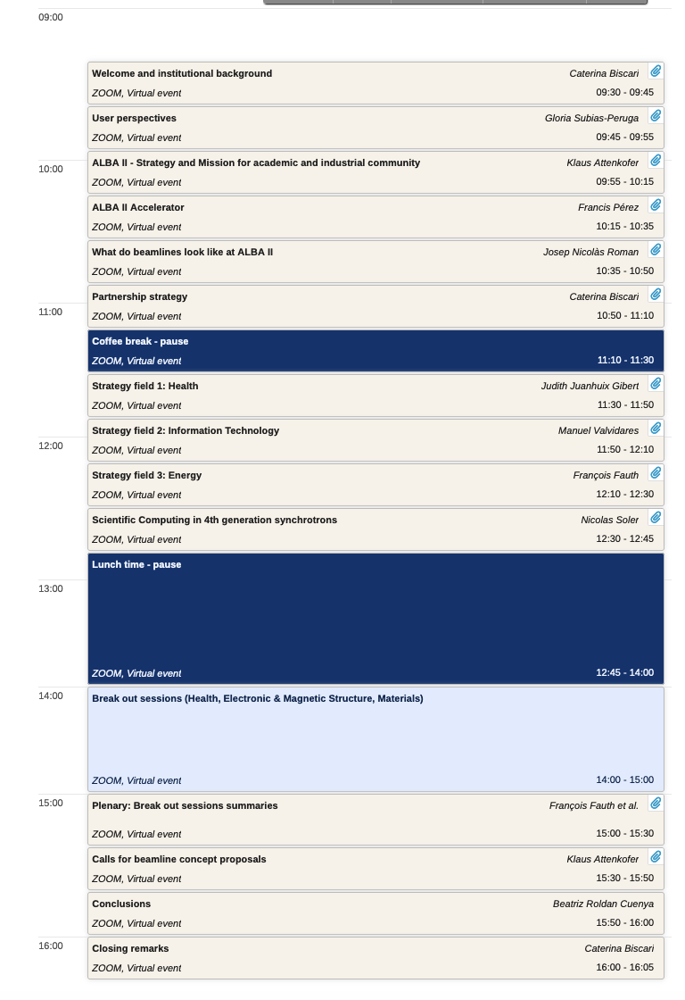 09:00
Welcome and institutional background Caterina Biscari
ZOOM, Virtual event 09:30 - 09:45
User perspectives Gloria Subias-Peruga
ZOOM, Virtual event 09:45 - 09:55
10:00
ALBA II - Strategy and Mission for academic and industrial community Klaus Attenkofer
ZOOM, Virtual event 09:55 - 10:15
ALBA II Accelerator Francis Pérez
ZOOM, Virtual event 10:15 - 10:35
What do beamlines look like at ALBA II Josep Nicolàs Roman
ZOOM, Virtual event 10:35 - 10:50
Partnership strategy Caterina Biscari
11:00
ZOOM, Virtual event 10:50 - 11:10
Coffee break - pause
ZOOM, Virtual event 11:10 - 11:30
Strategy field 1: Health Judith Juanhuix Gibert
ZOOM, Virtual event 11:30 - 11:50
Strategy field 2: Information Technology Manuel Valvidares
12:00
ZOOM, Virtual event 11:50 - 12:10
Strategy field 3: Energy François Fauth
ZOOM, Virtual event 12:10 - 12:30
Scientific Computing in 4th generation synchrotrons Nicolas Soler
ZOOM, Virtual event 12:30 - 12:45
Lunch time - pause
13:00
ZOOM, Virtual event 12:45 - 14:00
14:00
Break out sessions (Health, Electronic & Magnetic Structure, Materials)
ZOOM, Virtual event 14:00 - 15:00
15:00
Plenary: Break out sessions summaries François Fauth et al.
ZOOM, Virtual event 15:00 - 15:30
Calls for beamline concept proposals Klaus Attenkofer
ZOOM, Virtual event 15:30 - 15:50
Conclusions Beatriz Roldan Cuenya
ZOOM, Virtual event 15:50 - 16:00
16:00
Closing remarks Caterina Biscari
ZOOM, Virtual event 16:00 - 16:05